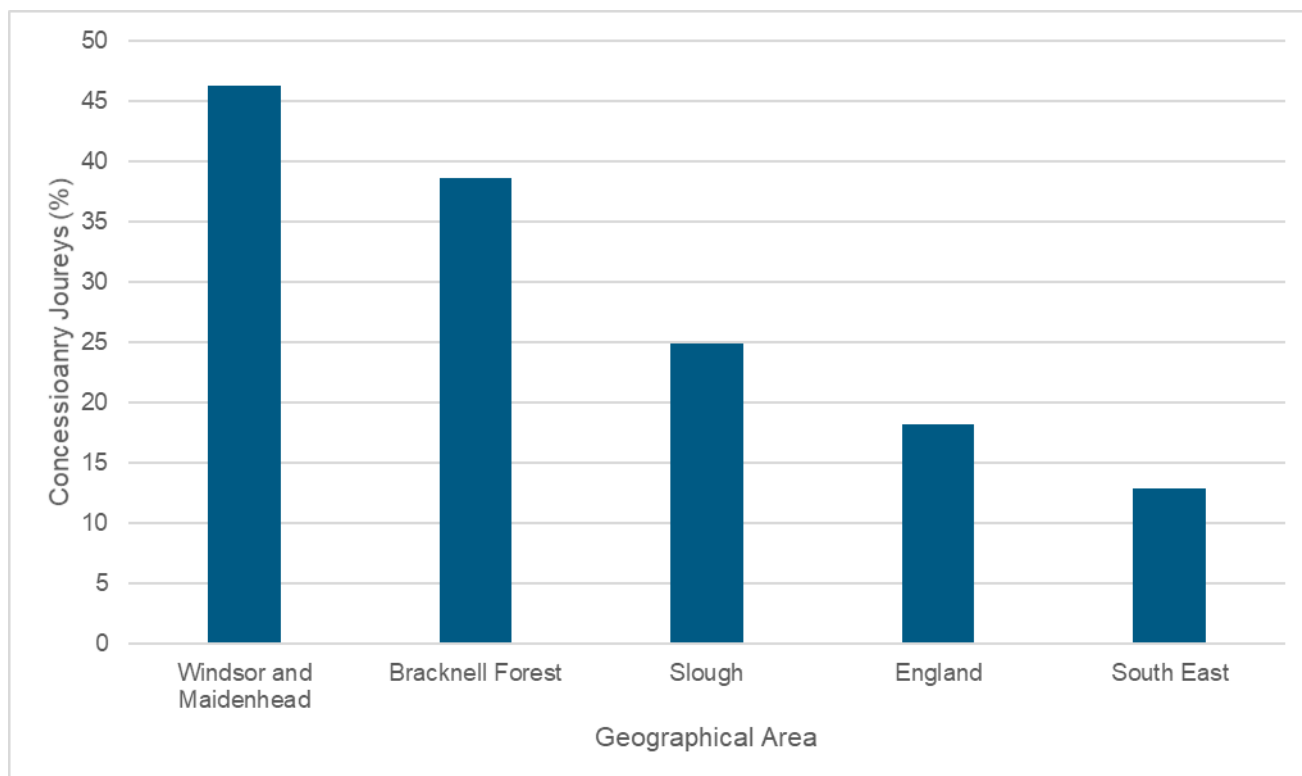 50
45
40
35
30
25
20
15
10
5
0
Concessioanry Joureys (%)
Windsor and
Maidenhead
Bracknell Forest
Slough
England
South East
Geographical Area